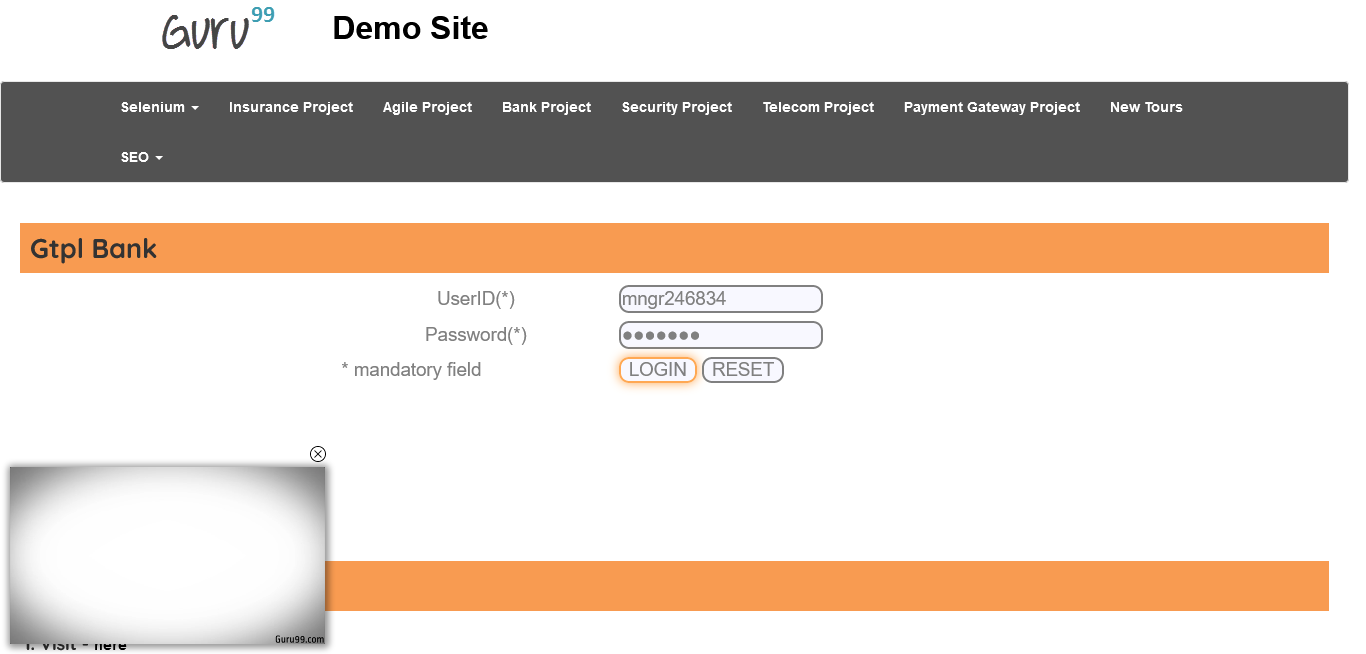 Guru99 Demo Site
Selenium Insurance Project Agile Project Bank Project Security Project Telecom Project Payment Gateway Project New Tours
SEO
Gtpl Bank
UserID(*) mngr246834
Password(*) •••••••
* mandatory field LOGIN RESET
Guru99.com
1. Visit - here